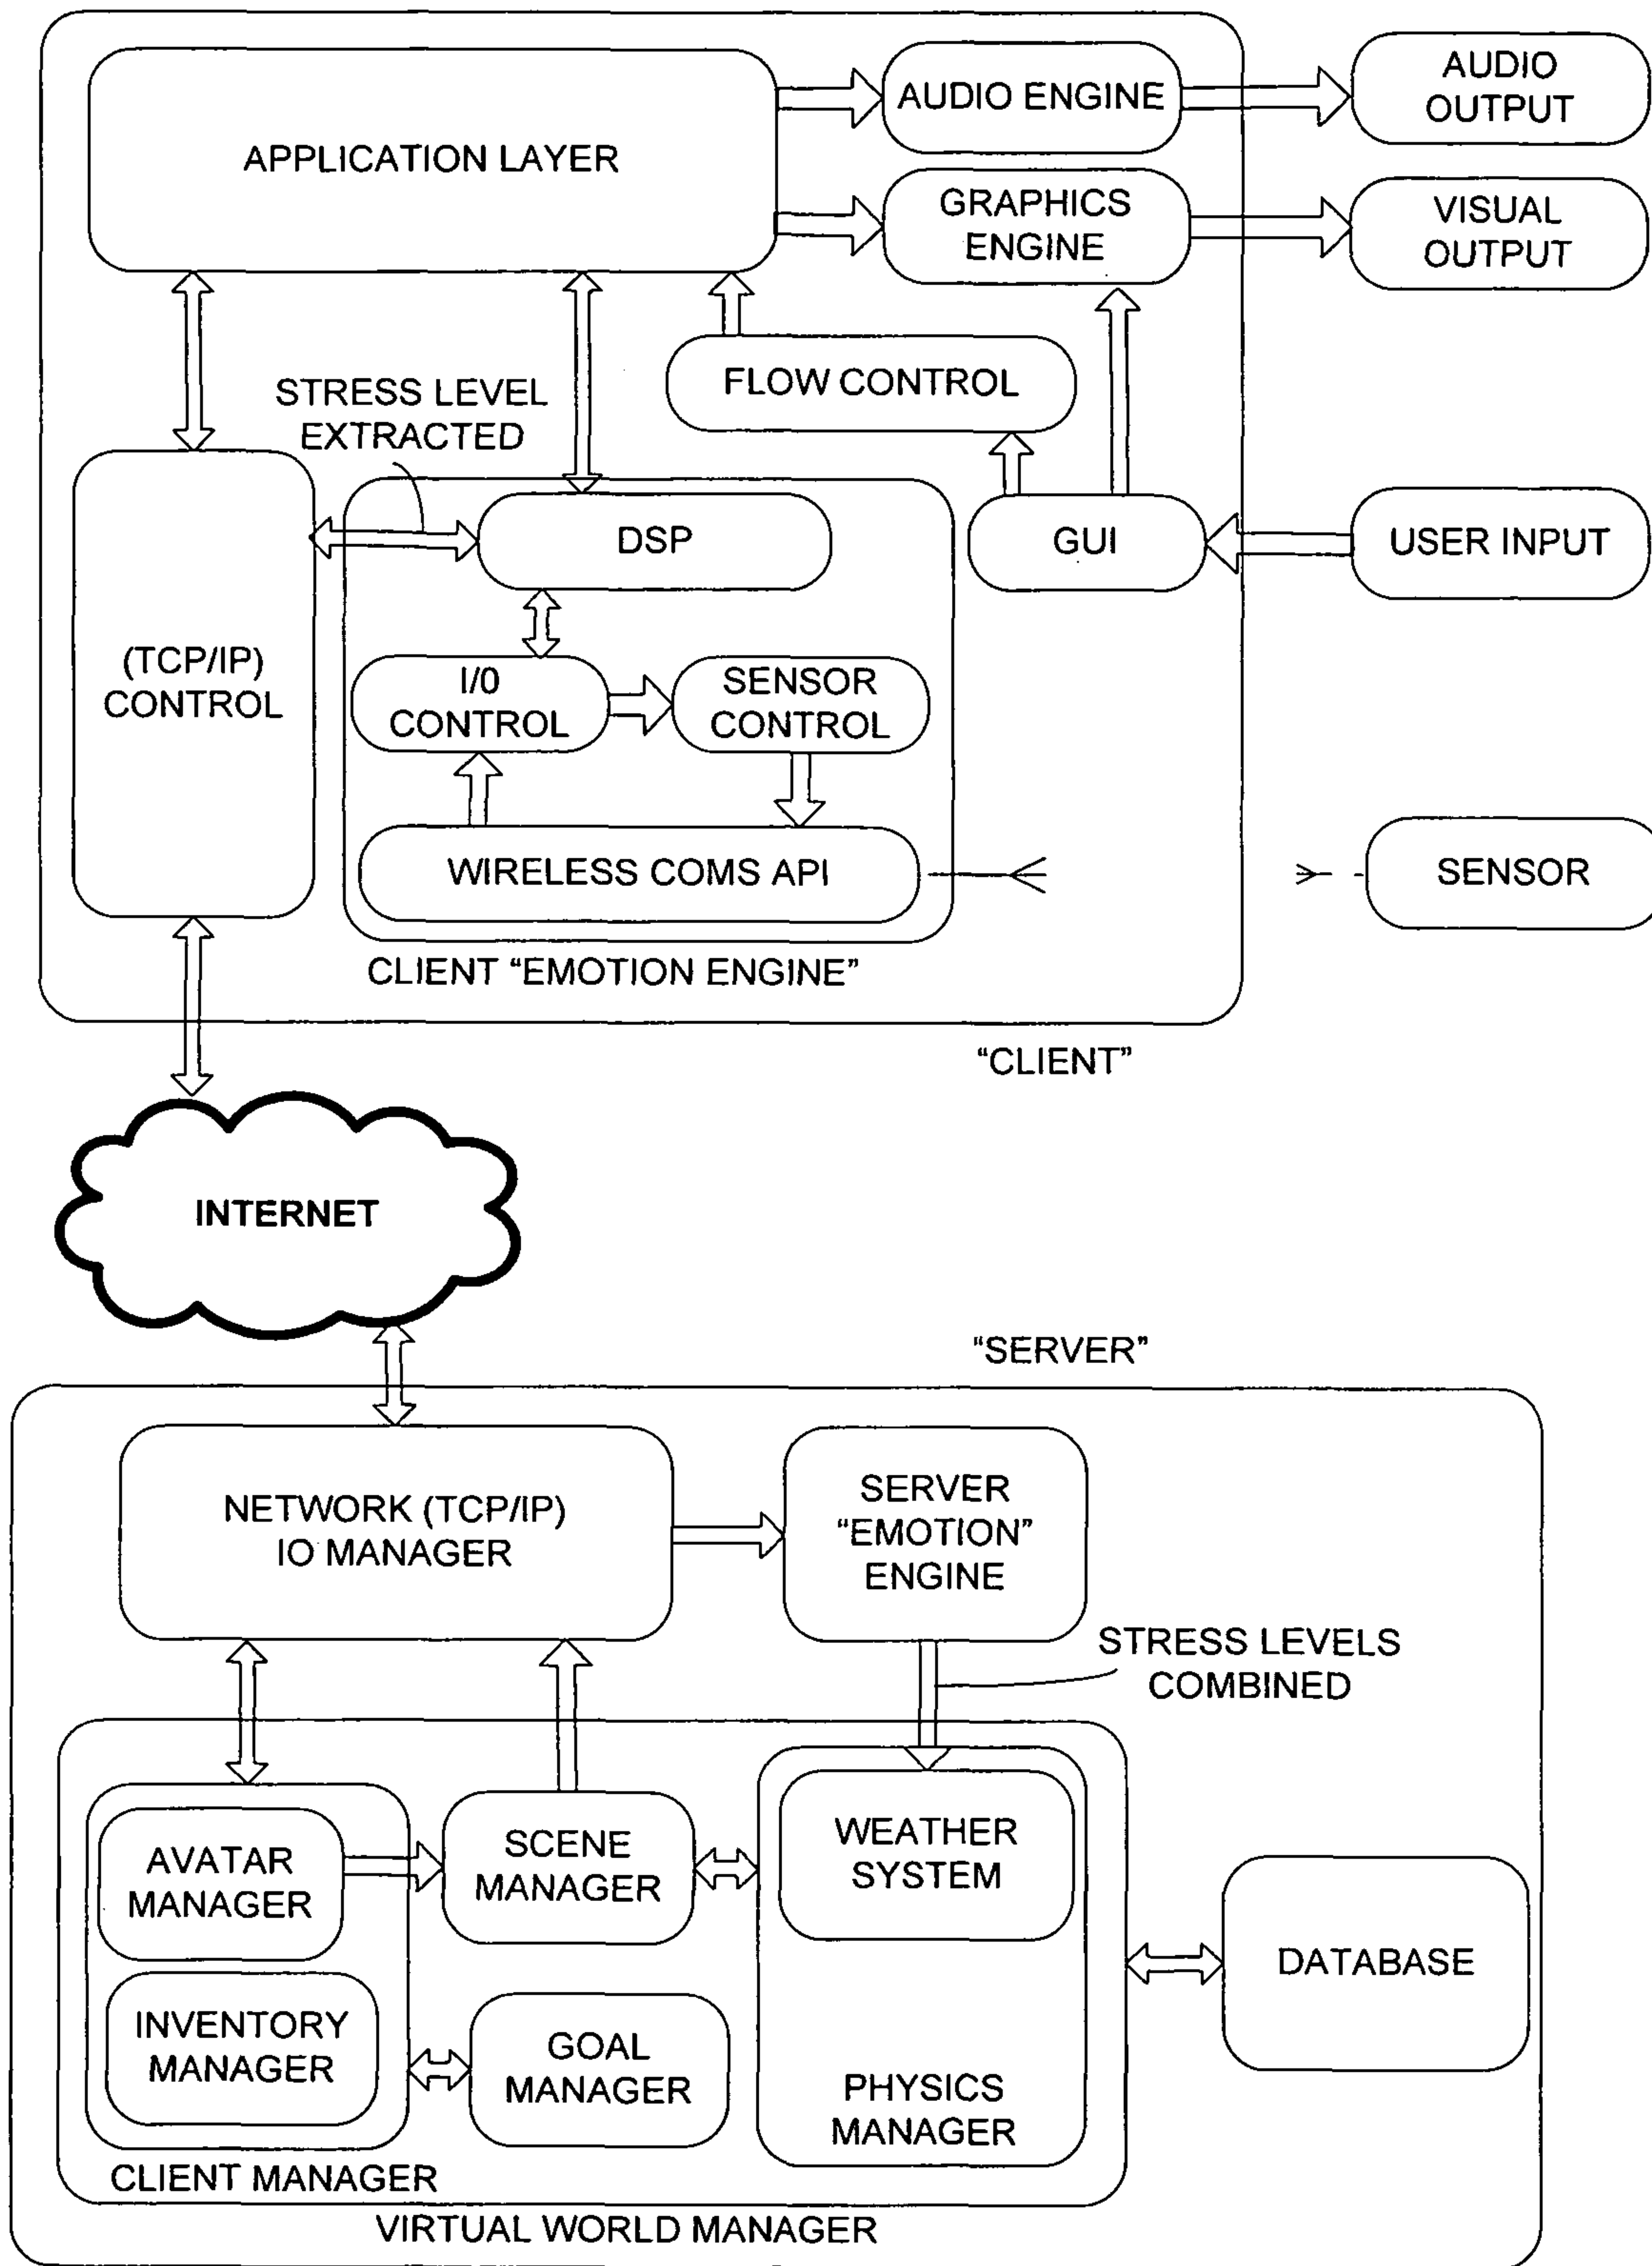 APPLICATION LAYER
AUDIO ENGINE
AUDIO
OUTPUT
GRAPHICS
ENGINE
VISUAL
OUTPUT
FLOW CONTROL
STRESS LEVEL
EXTRACTED
DSP
GUI
USER INPUT
(TCP/IP)
CONTROL
I/0
CONTROL
SENSOR
CONTROL
WIRELESS COMS API
SENSOR
CLIENT “EMOTION ENGINE”
“CLIENT”
INTERNET
“SERVER”
NETWORK (TCP/IP)
IO MANAGER
SERVER
“EMOTION”
ENGINE
STRESS LEVELS
COMBINED
AVATAR
MANAGER
SCENE
MANAGER
WEATHER
SYSTEM
DATABASE
INVENTORY
MANAGER
GOAL
MANAGER
PHYSICS
MANAGER
CLIENT MANAGER
VIRTUAL WORLD MANAGER